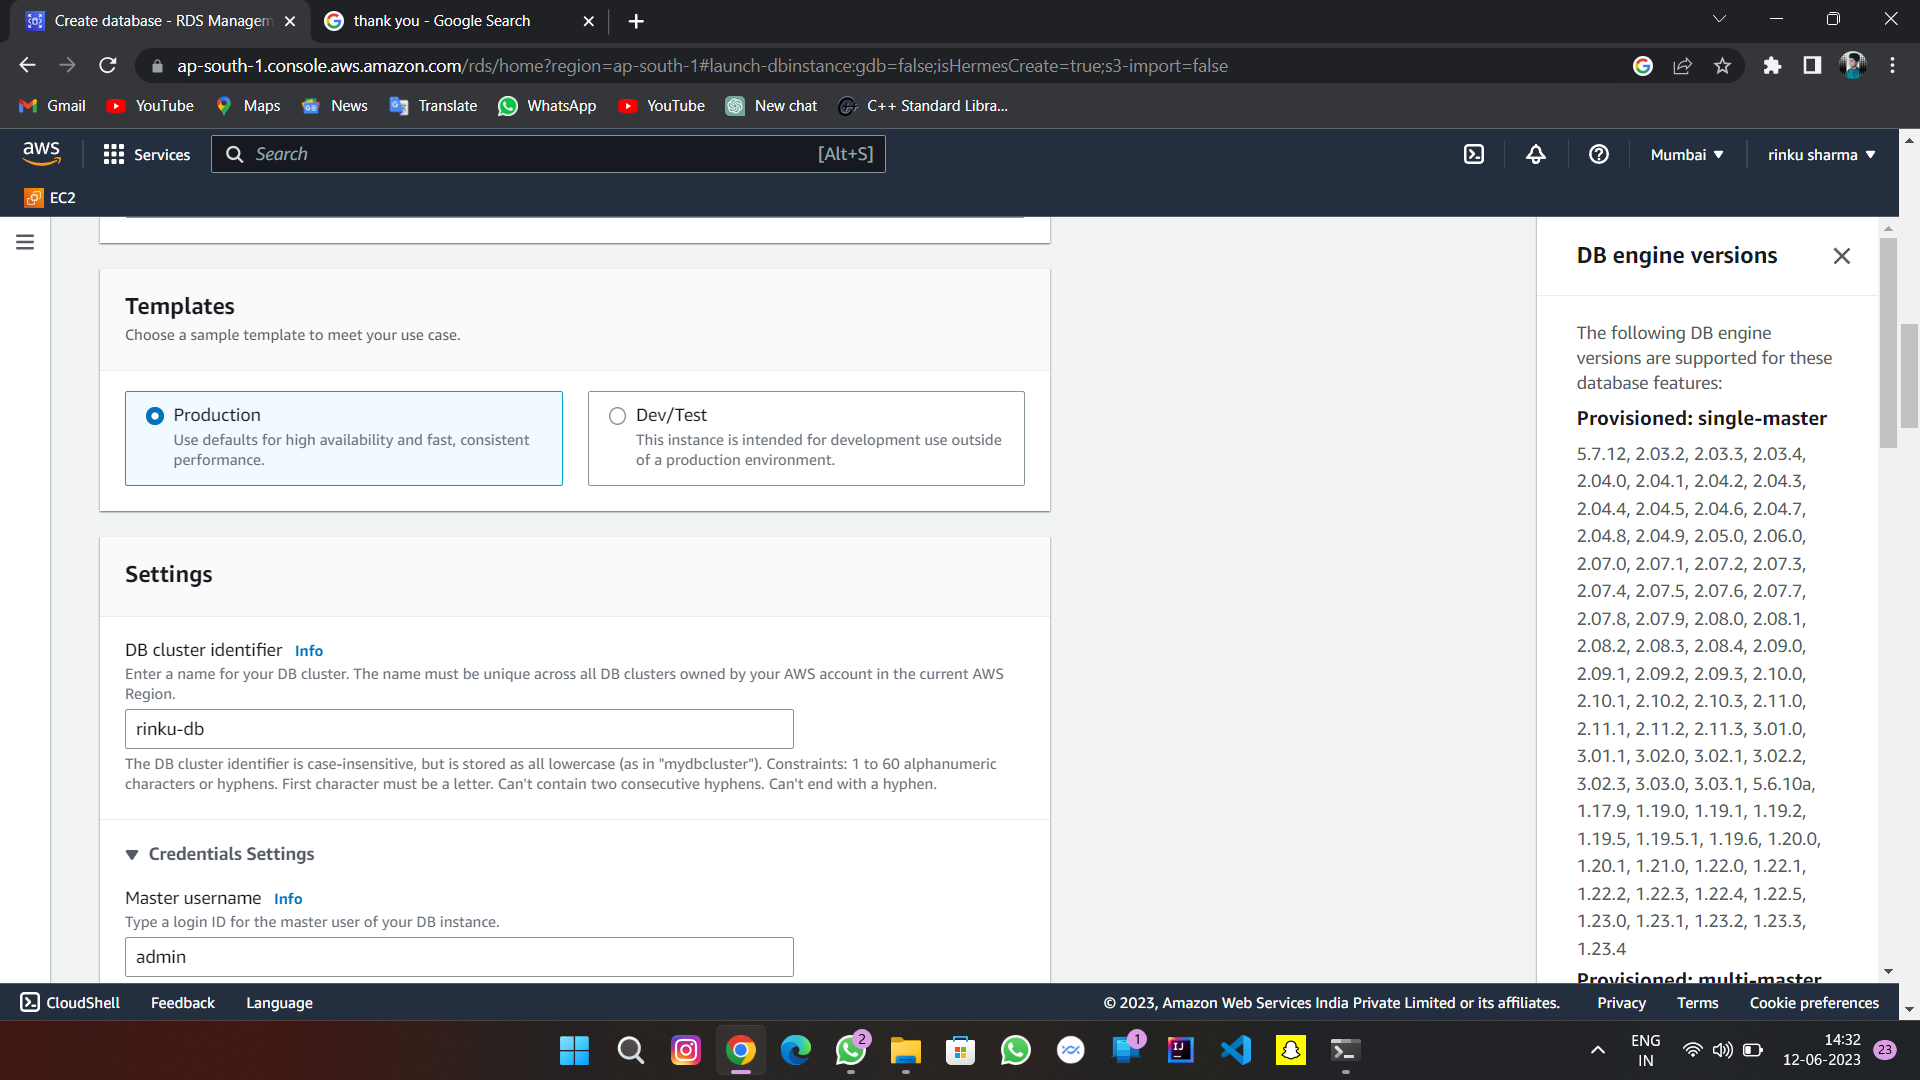 Create database - RDS Managem
thank you - Google Search
ap-south-1.console.aws.amazon.com/rds/home?region=ap-south-1#launch-dbinstance:gdb=false;isHermesCreate=true;s3-import=false
Gmail
YouTube
Maps
News
Translate
WhatsApp
YouTube
New chat
C++ Standard Libra...
aws
Services
Search
[Alt+S]
Mumbai
rinku sharma
EC2
Templates
Choose a sample template to meet your use case.
Production
Use defaults for high availability and fast, consistent
performance.
Dev/Test
This instance is intended for development use outside
of a production environment.
Settings
DB cluster identifier Info
Enter a name for your DB cluster. The name must be unique across all DB clusters owned by your AWS account in the current AWS
Region.
rinku-db
The DB cluster identifier is case-insensitive, but is stored as all lowercase (as in "mydbcluster"). Constraints: 1 to 60 alphanumeric
characters or hyphens. First character must be a letter. Can't contain two consecutive hyphens. Can't end with a hyphen.
Credentials Settings
Master username Info
Type a login ID for the master user of your DB instance.
admin
DB engine versions
The following DB engine
versions are supported for these
database features:
Provisioned: single-master
5.7.12, 2.03.2, 2.03.3, 2.03.4,
2.04.0, 2.04.1, 2.04.2, 2.04.3,
2.04.4, 2.04.5, 2.04.6, 2.04.7,
2.04.8, 2.04.9, 2.05.0, 2.06.0,
2.07.0, 2.07.1, 2.07.2, 2.07.3,
2.07.4, 2.07.5, 2.07.6, 2.07.7,
2.07.8, 2.07.9, 2.08.0, 2.08.1,
2.08.2, 2.08.3, 2.08.4, 2.09.0,
2.09.1, 2.09.2, 2.09.3, 2.10.0,
2.10.1, 2.10.2, 2.10.3, 2.11.0,
2.11.1, 2.11.2, 2.11.3, 3.01.0,
3.01.1, 3.02.0, 3.02.1, 3.02.2,
3.02.3, 3.03.0, 3.03.1, 5.6.10a,
1.17.9, 1.19.0, 1.19.1, 1.19.2,
1.19.5, 1.19.5.1, 1.19.6, 1.20.0,
1.20.1, 1.21.0, 1.22.0, 1.22.1,
1.22.2, 1.22.3, 1.22.4, 1.22.5,
1.23.0, 1.23.1, 1.23.2, 1.23.3,
1.23.4
Provisioned: multi-master
CloudShell
Feedback
Language
© 2023, Amazon Web Services India Private Limited or its affiliates.
Privacy
Terms
Cookie preferences
2
1
IJ
ENG
IN
14:32
12-06-2023
23